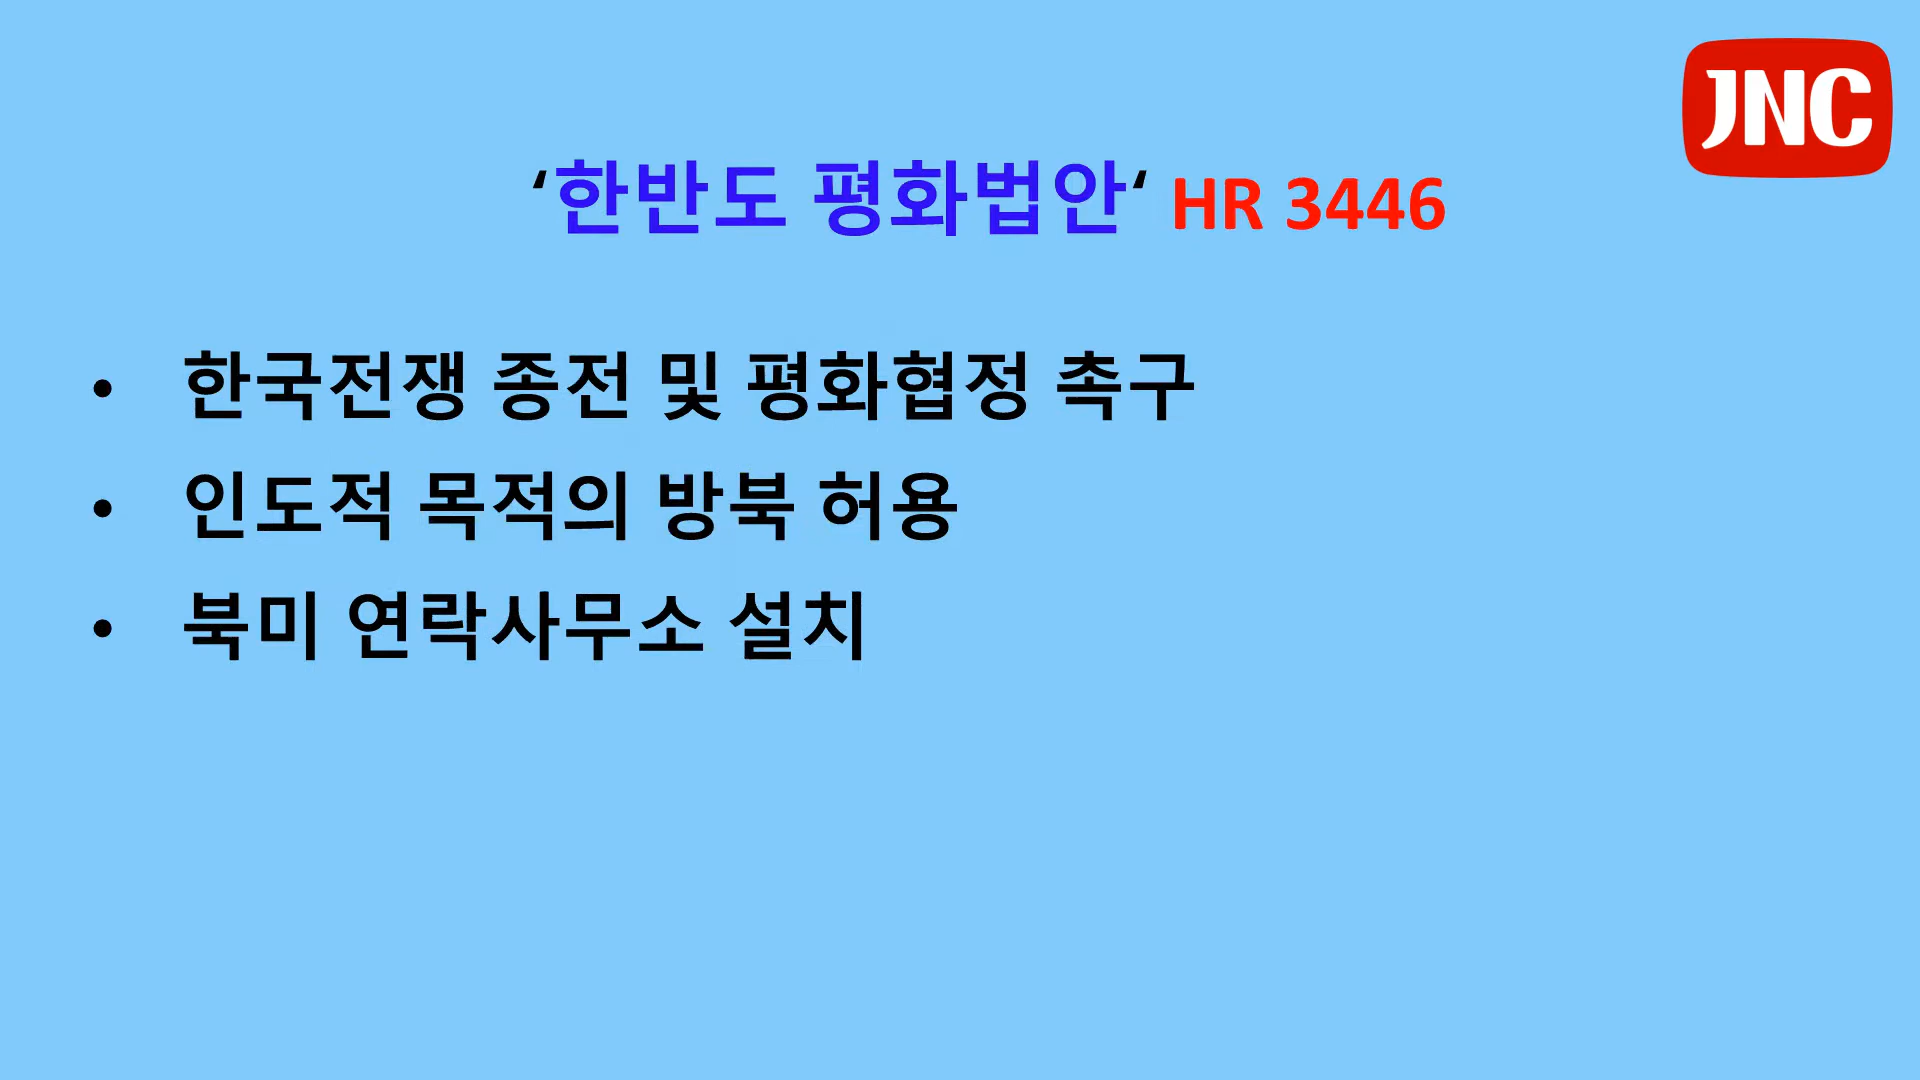 JNC
‘한반도 평화법안‘ HR 3446
• 한국전쟁 종전 및 평화협정 촉구
• 인도적 목적의 방북 허용
• 북미 연락사무소 설치